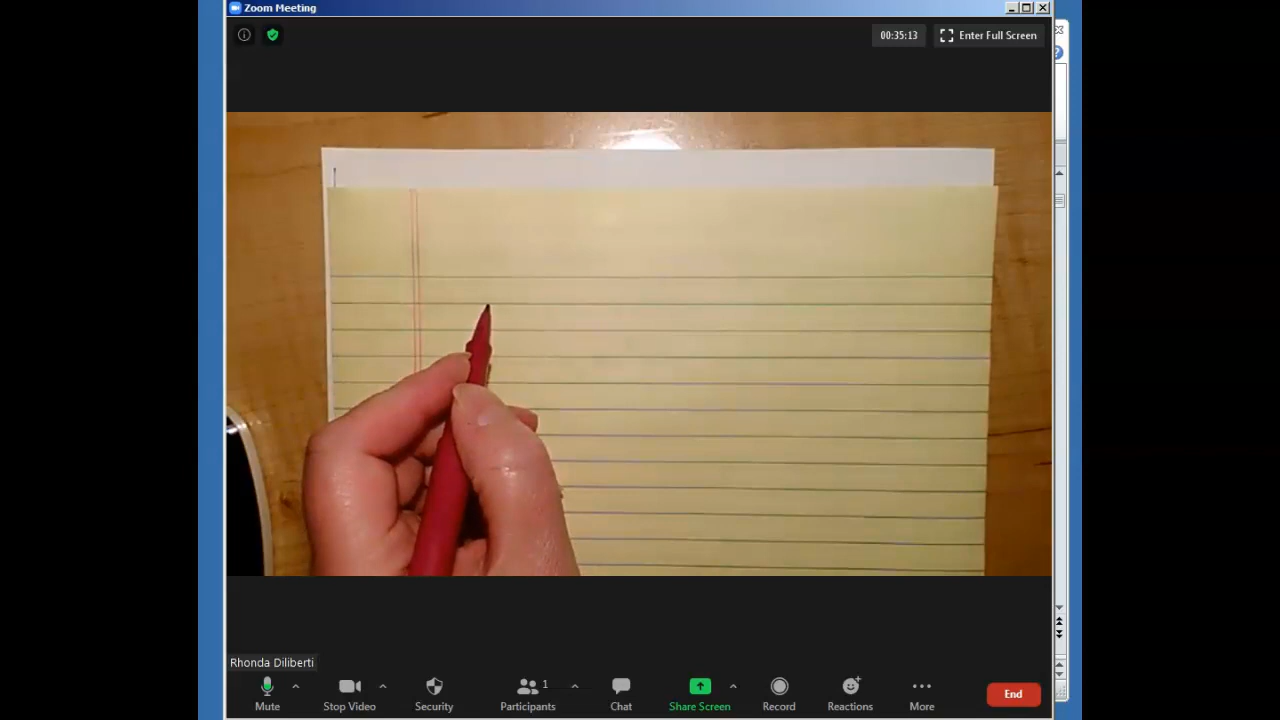 Zoom Meeting
00:35:13
Enter Full Screen
Rhonda Diliberti
Mute
Stop Video
Security
Participants
1
Chat
Share Screen
Record
Reactions
More
End